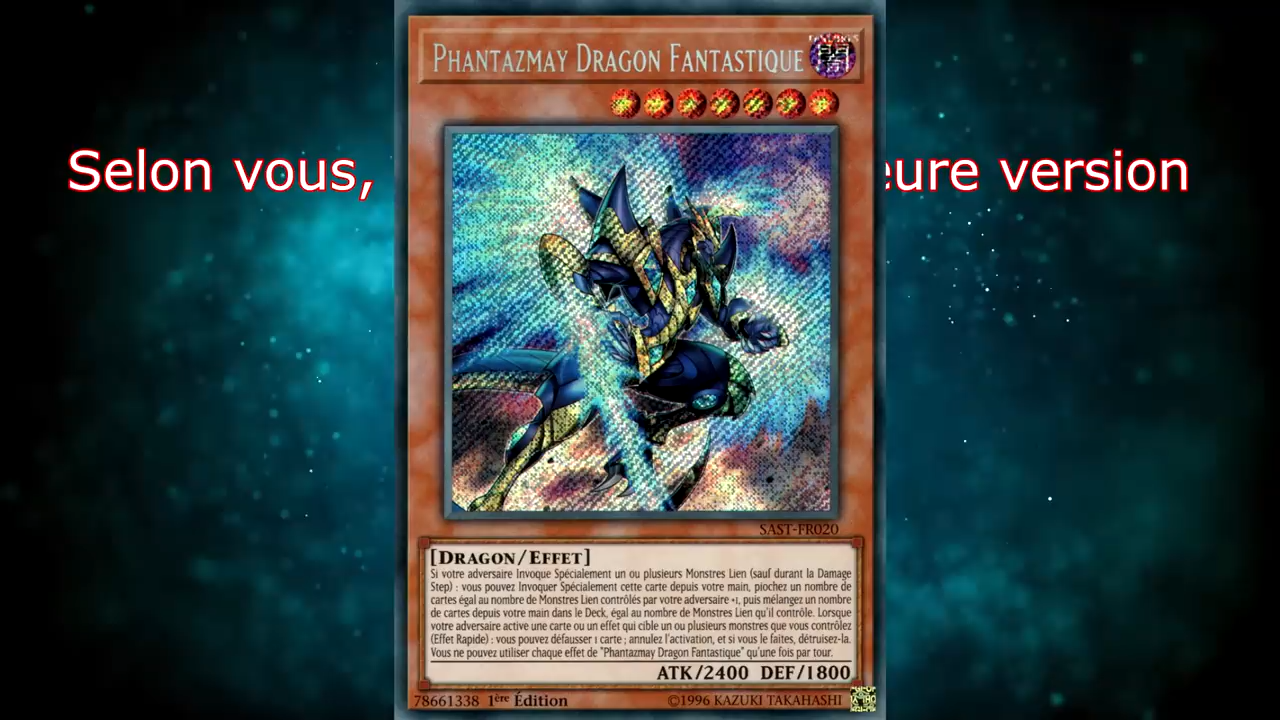 Phantazmay Dragon Fantastique
Selon vous, eure version
SAST-FR020
[Dragon/Effet]
Si votre adversaire Invoque Spécialement un ou plusieurs Monstres Lien (sauf durant la Damage
Step) : vous pouvez Invoquer Spécialement cette carte depuis votre main, piochez un nombre
de cartes égal au nombre de Monstres Lien contrôlés par votre adversaire +1, puis mélangez un nombre
de cartes depuis votre main dans le Deck, égal au nombre de Monstres Lien qu'il contrôle. Lorsque
votre adversaire active une carte ou un effet qui cible un ou plusieurs monstres que vous contrôlez
(Effet Rapide) : vous pouvez défausser 1 carte ; annulez l'activation, et si vous le faites, détruisez-la.
Vous ne pouvez utiliser chaque effet de "Phantazmay Dragon Fantastique" qu'une fois par tour.
ATK/2400 DEF/1800
78661338 1ère Édition ©1996 KAZUKI TAKAHASHI